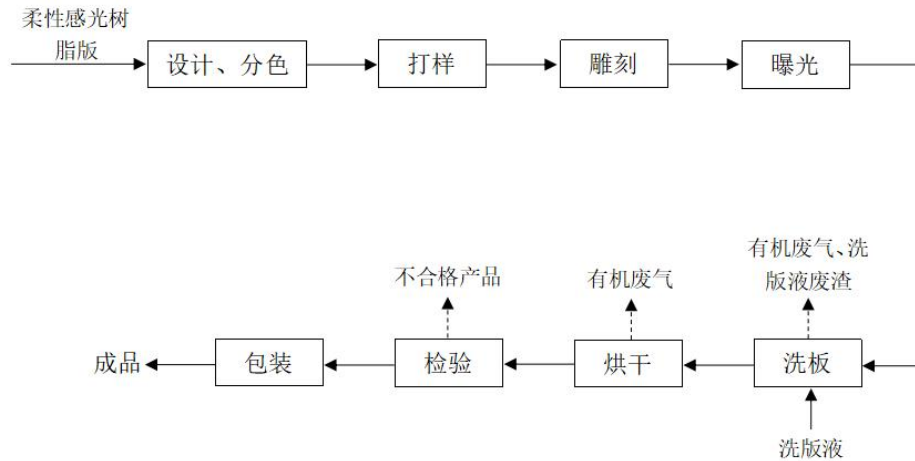 柔性感光树
脂版
设计、分色
打样
雕刻
曝光
有机废气、洗
版液废渣
不合格产品
有机废气
成品
包装
检验
烘干
洗板
洗版液